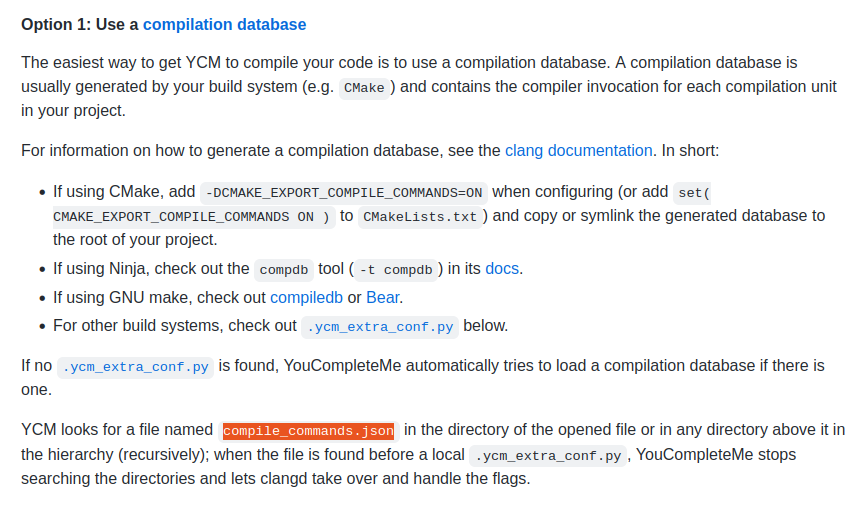 Option 1: Use a compilation database
The easiest way to get YCM to compile your code is to use a compilation database. A compilation database is
usually generated by your build system (e.g. CMake ) and contains the compiler invocation for each compilation unit
in your project.
For information on how to generate a compilation database, see the clang documentation. In short:
• If using CMake, add -DCMAKE_EXPORT_COMPILE_COMMANDS=ON when configuring (or add set(
CMAKE_EXPORT_COMPILE_COMMANDS ON ) to CMakeLists.txt ) and copy or symlink the generated database to
the root of your project.
• If using Ninja, check out the compdb tool ( -t compdb ) in its docs.
• If using GNU make, check out compiledb or Bear.
• For other build systems, check out .ycm_extra_conf.py below.
If no .ycm_extra_conf.py is found, YouCompleteMe automatically tries to load a compilation database if there is
one.
YCM looks for a file named compile_commands.json in the directory of the opened file or in any directory above it in
the hierarchy (recursively); when the file is found before a local .ycm_extra_conf.py , YouCompleteMe stops
searching the directories and lets clangd take over and handle the flags.